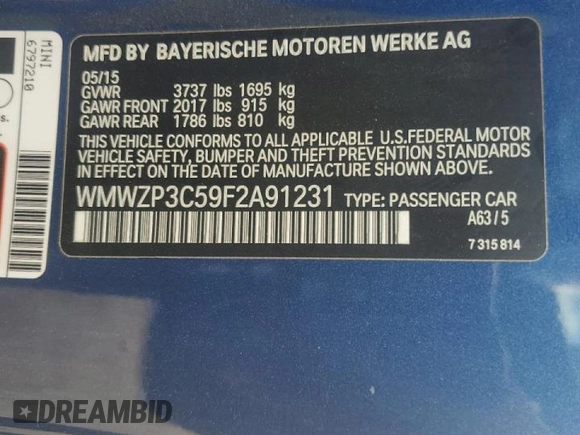 MINI
6797210
s.
MFD BY BAYERISCHE MOTOREN WERKE AG
05/15
GVWR 3737 lbs 1695 kg
GAWR FRONT 2017 lbs 915 kg
GAWR REAR 1786 lbs 810 kg
THIS VEHICLE CONFORMS TO ALL APPLICABLE U.S.FEDERAL MOTOR
VEHICLE SAFETY, BUMPER AND THEFT PREVENTION STANDARDS
IN EFFECT ON THE DATE OF MANUFACTURE SHOWN ABOVE.
WMWZP3C59F2A91231 TYPE: PASSENGER CAR
A63/5
7 315 814
DREAMBID